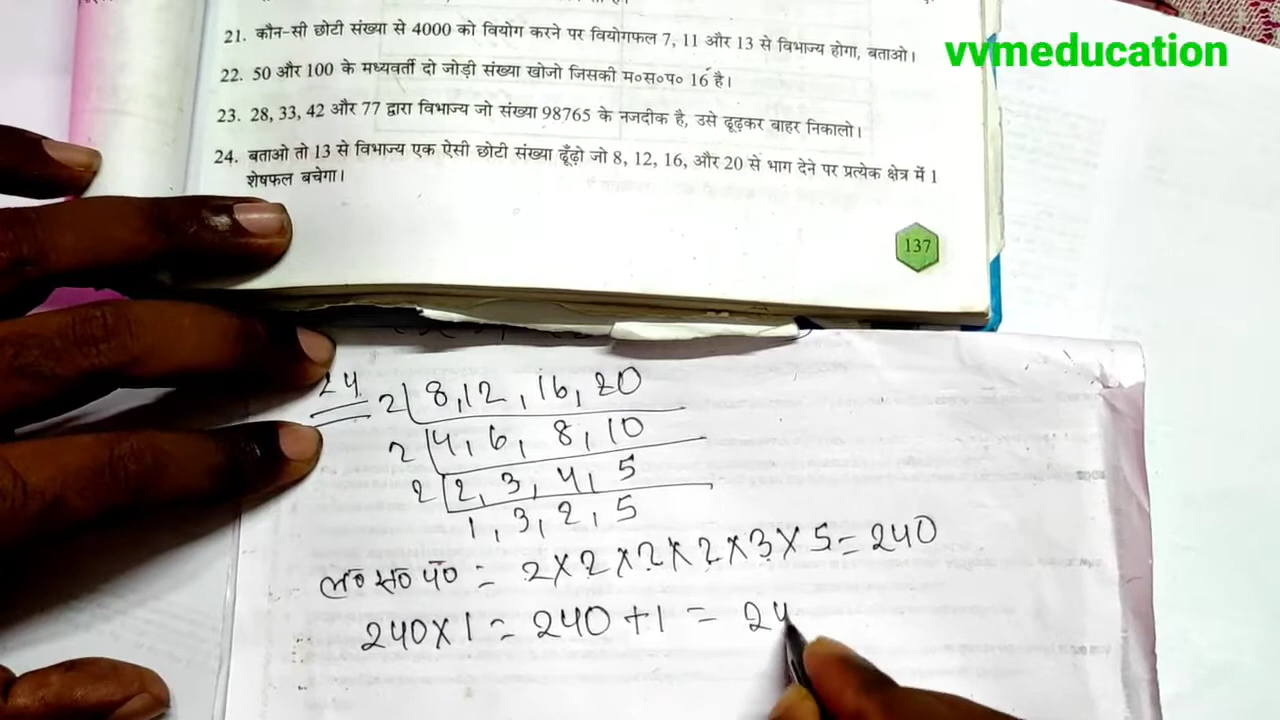 vvmeducation
21. कौन-सी छोटी संख्या से 4000 को वियोग करने पर वियोगफल 7, 11 और 13 से विभाज्य होगा, बताओ।
22. 50 और 100 के मध्यवर्ती दो जोड़ी संख्या खोजो जिसकी म०स०प० 16 है।
23. 28, 33, 42 और 77 द्वारा विभाज्य जो संख्या 98765 के नजदीक है, उसे ढूढ़कर बाहर निकालो।
24. बताओ तो 13 से विभाज्य एक ऐसी छोटी संख्या ढूँढ़ो जो 8, 12, 16, और 20 से भाग देने पर प्रत्येक क्षेत्र में 1
शेषफल बचेगा।
137
24 2 8, 12, 16, 20
2 4, 6, 8, 10
2 2, 3, 4, 5
1, 3, 2, 5
ल० स० प० = 2 × 2 × 2 × 2 × 3 × 5 = 240
240 × 1 = 240 + 1 = 24